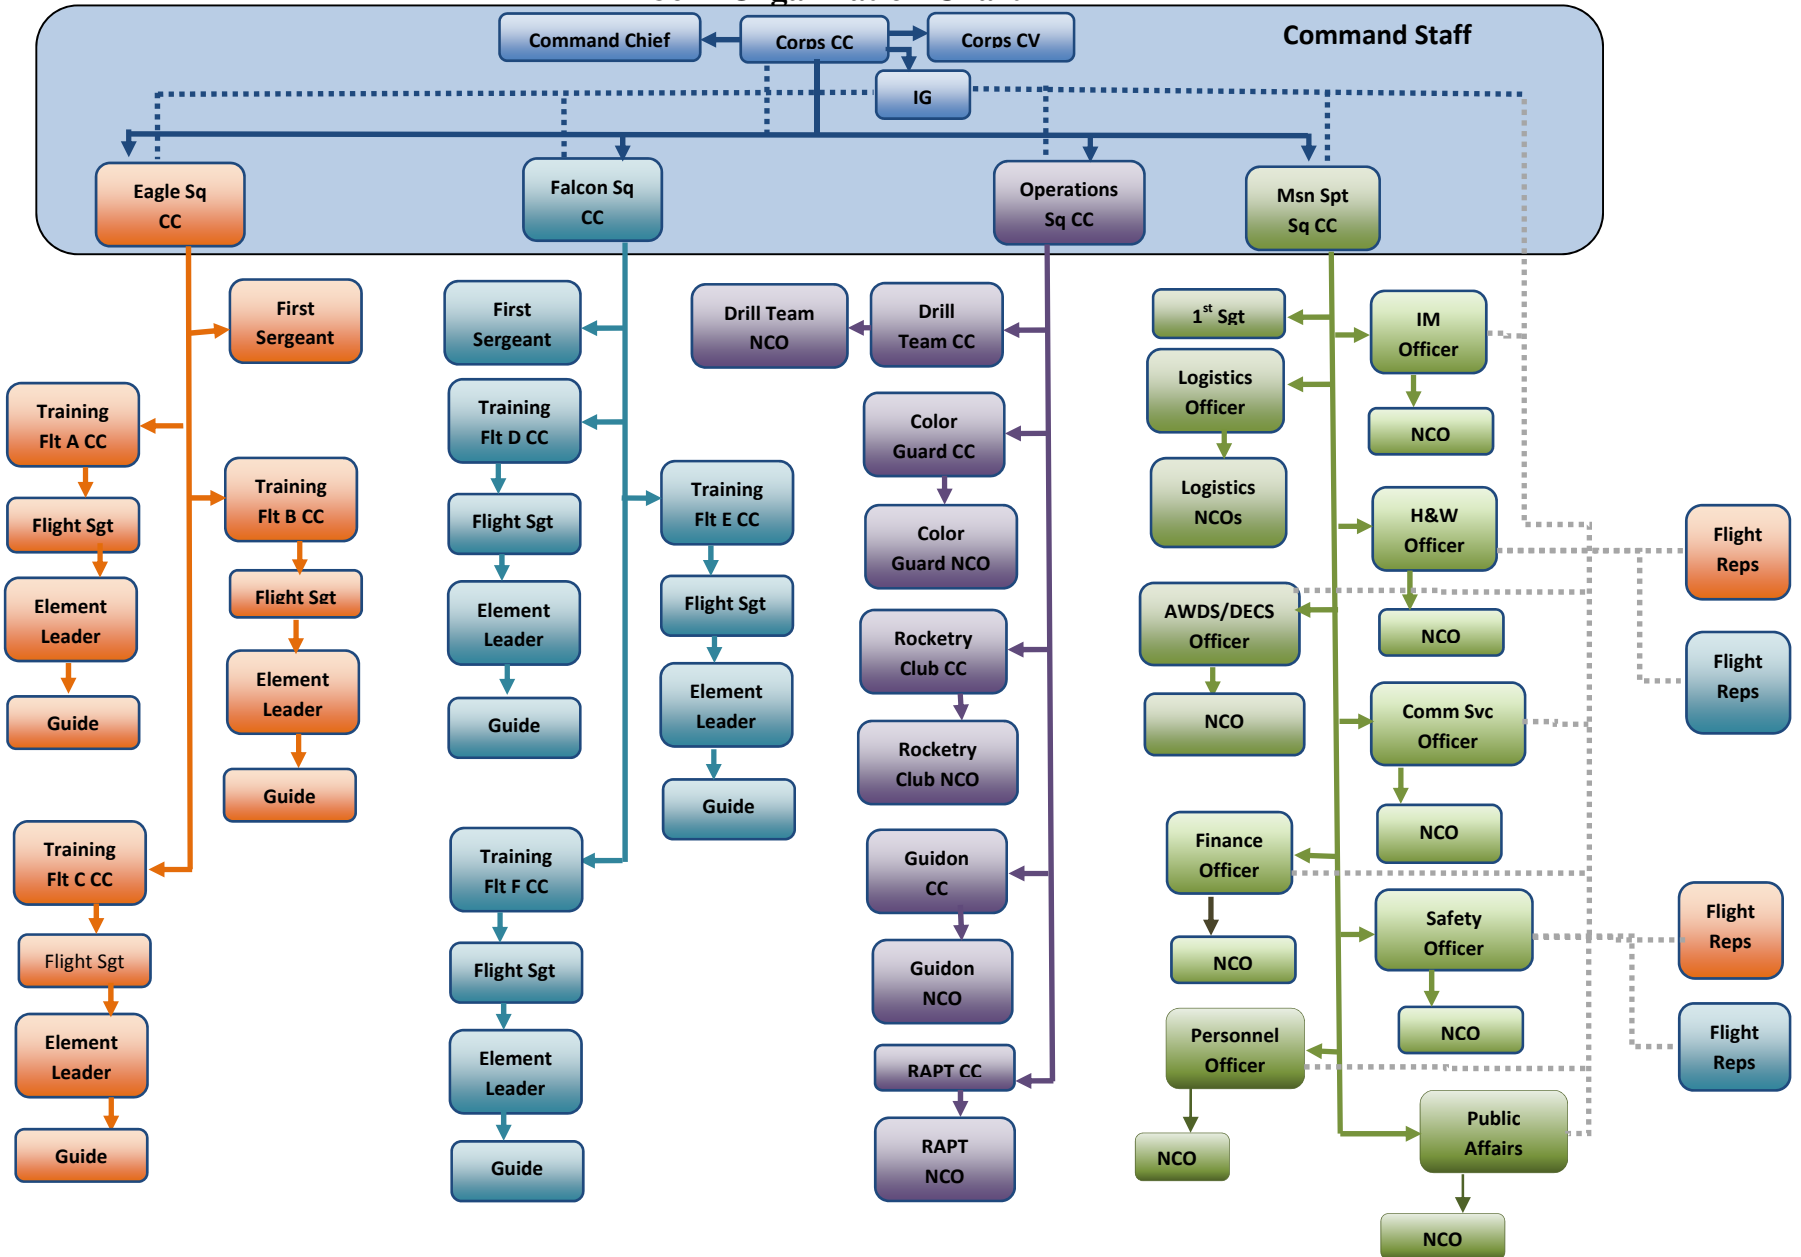 Command Chief
Corps CC
Corps CV
Command Staff
IG
Eagle Sq
CC
Falcon Sq
CC
Operations
Sq CC
Msn Spt
Sq CC
First
Sergeant
Training
Flt A CC
Flight Sgt
Element
Leader
Guide
Training
Flt B CC
Flight Sgt
Element
Leader
Guide
Training
Flt C CC
Flight Sgt
Element
Leader
Guide
First
Sergeant
Training
Flt D CC
Flight Sgt
Element
Leader
Guide
Training
Flt E CC
Flight Sgt
Element
Leader
Guide
Training
Flt F CC
Flight Sgt
Element
Leader
Guide
Drill Team
NCO
Drill
Team CC
Color
Guard CC
Color
Guard NCO
Rocketry
Club CC
Rocketry
Club NCO
Guidon
CC
Guidon
NCO
RAPT CC
RAPT
NCO
1st Sgt
Logistics
Officer
Logistics
NCOs
AWDS/DECS
Officer
NCO
Finance
Officer
NCO
Personnel
Officer
NCO
IM
Officer
NCO
H&W
Officer
NCO
Comm Svc
Officer
NCO
Safety
Officer
NCO
Public
Affairs
NCO
Flight
Reps
Flight
Reps
Flight
Reps
Flight
Reps